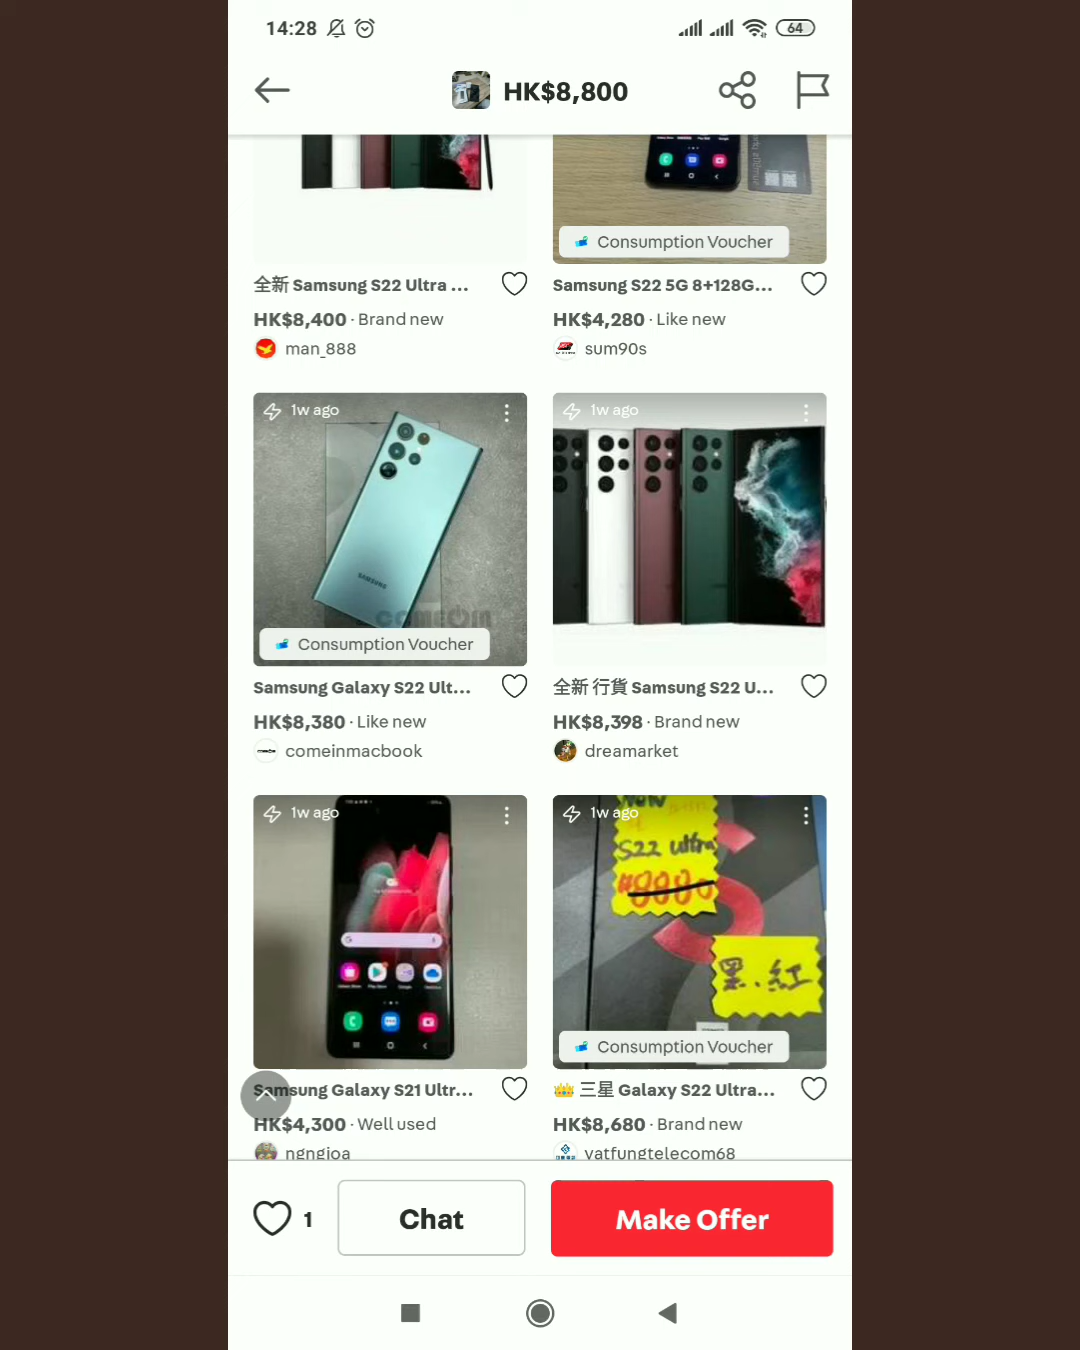 14:28
64
HK$8,800
Consumption Voucher
全新 Samsung S22 Ultra ...
HK$8,400 · Brand new
man_888
Samsung S22 5G 8+128G...
HK$4,280 · Like new
sum90s
1w ago
SAMSUNG
COMEIN
Consumption Voucher
Samsung Galaxy S22 Ult...
HK$8,380 · Like new
comeinmacbook
1w ago
全新 行貨 Samsung S22 U...
HK$8,398 · Brand new
dreamarket
1w ago
Samsung Galaxy S21 Ultr...
HK$4,300 · Well used
ngngioa
1w ago
S22 ultra
黑、紅
Consumption Voucher
三星 Galaxy S22 Ultra...
HK$8,680 · Brand new
yatfungtelecom68
1
Chat
Make Offer